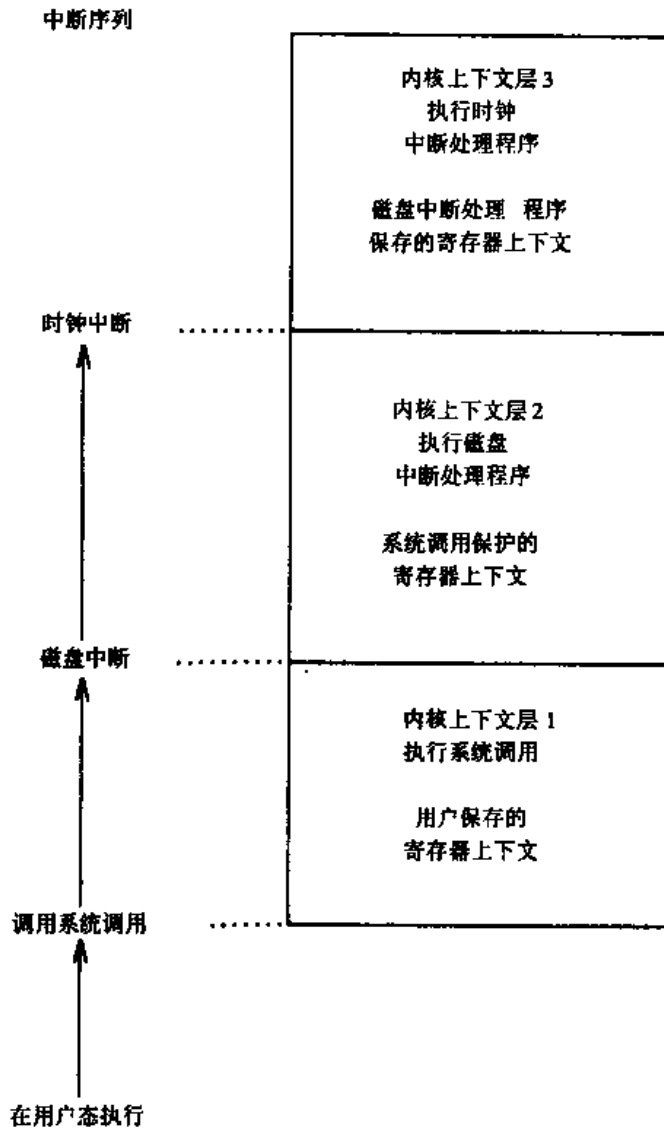 中断序列
内核上下文层 3
执行时钟
中断处理程序
磁盘中断处理 程序
保存的寄存器上下文
时钟中断
内核上下文层 2
执行磁盘
中断处理程序
系统调用保护的
寄存器上下文
磁盘中断
内核上下文层 1
执行系统调用
用户保存的
寄存器上下文
调用系统调用
在用户态执行